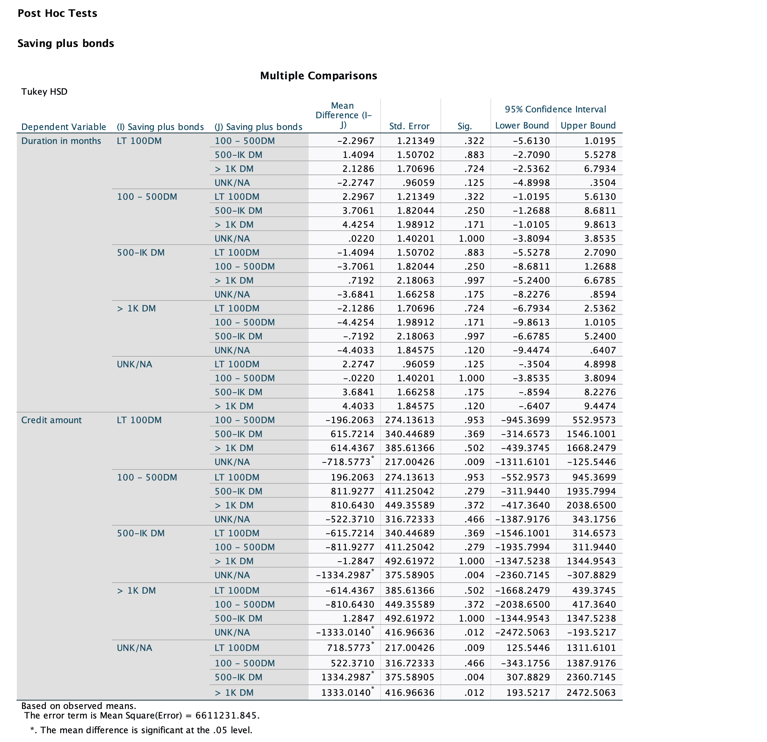 Post Hoc Tests
Saving plus bonds
Multiple Comparisons
Tukey HSD
Dependent Variable (I) Saving plus bonds (J) Saving plus bonds Mean Difference (I-J) Std. Error Sig. 95% Confidence Interval Lower Bound Upper Bound
Duration in months LT 100DM 100 - 500DM -2.2967 1.21349 .322 -5.6130 1.0195
500-IK DM 1.4094 1.50702 .883 -2.7090 5.5278
> 1K DM 2.1286 1.70696 .724 -2.5362 6.7934
UNK/NA -2.2747 .96059 .125 -4.8998 .3504
100 - 500DM LT 100DM 2.2967 1.21349 .322 -1.0195 5.6130
500-IK DM 3.7061 1.82044 .250 -1.2688 8.6811
> 1K DM 4.4254 1.98912 .171 -1.0105 9.8613
UNK/NA .0220 1.40201 1.000 -3.8094 3.8535
500-IK DM LT 100DM -1.4094 1.50702 .883 -5.5278 2.7090
100 - 500DM -3.7061 1.82044 .250 -8.6811 1.2688
> 1K DM .7192 2.18063 .997 -5.2400 6.6785
UNK/NA -3.6841 1.66258 .175 -8.2276 .8594
> 1K DM LT 100DM -2.1286 1.70696 .724 -6.7934 2.5362
100 - 500DM -4.4254 1.98912 .171 -9.8613 1.0105
500-IK DM -.7192 2.18063 .997 -6.6785 5.2400
UNK/NA -4.4033 1.84575 .120 -9.4474 .6407
UNK/NA LT 100DM 2.2747 .96059 .125 -.3504 4.8998
100 - 500DM -.0220 1.40201 1.000 -3.8535 3.8094
500-IK DM 3.6841 1.66258 .175 -.8594 8.2276
> 1K DM 4.4033 1.84575 .120 -.6407 9.4474
Credit amount LT 100DM 100 - 500DM -196.2063 274.13613 .953 -945.3699 552.9573
500-IK DM 615.7214 340.44689 .369 -314.6573 1546.1001
> 1K DM 614.4367 385.61366 .502 -439.3745 1668.2479
UNK/NA -718.5773* 217.00426 .009 -1311.6101 -125.5446
100 - 500DM LT 100DM 196.2063 274.13613 .953 -552.9573 945.3699
500-IK DM 811.9277 411.25042 .279 -311.9440 1935.7994
> 1K DM 810.6430 449.35589 .372 -417.3640 2038.6500
UNK/NA -522.3710 316.72333 .466 -1387.9176 343.1756
500-IK DM LT 100DM -615.7214 340.44689 .369 -1546.1001 314.6573
100 - 500DM -811.9277 411.25042 .279 -1935.7994 311.9440
> 1K DM -1.2847 492.61972 1.000 -1347.5238 1344.9543
UNK/NA -1334.2987* 375.58905 .004 -2360.7145 -307.8829
> 1K DM LT 100DM -614.4367 385.61366 .502 -1668.2479 439.3745
100 - 500DM -810.6430 449.35589 .372 -2038.6500 417.3640
500-IK DM 1.2847 492.61972 1.000 -1344.9543 1347.5238
UNK/NA -1333.0140* 416.96636 .012 -2472.5063 -193.5217
UNK/NA LT 100DM 718.5773* 217.00426 .009 125.5446 1311.6101
100 - 500DM 522.3710 316.72333 .466 -343.1756 1387.9176
500-IK DM 1334.2987* 375.58905 .004 307.8829 2360.7145
> 1K DM 1333.0140* 416.96636 .012 193.5217 2472.5063
Based on observed means.
The error term is Mean Square(Error) = 6611231.845.
*. The mean difference is significant at the .05 level.